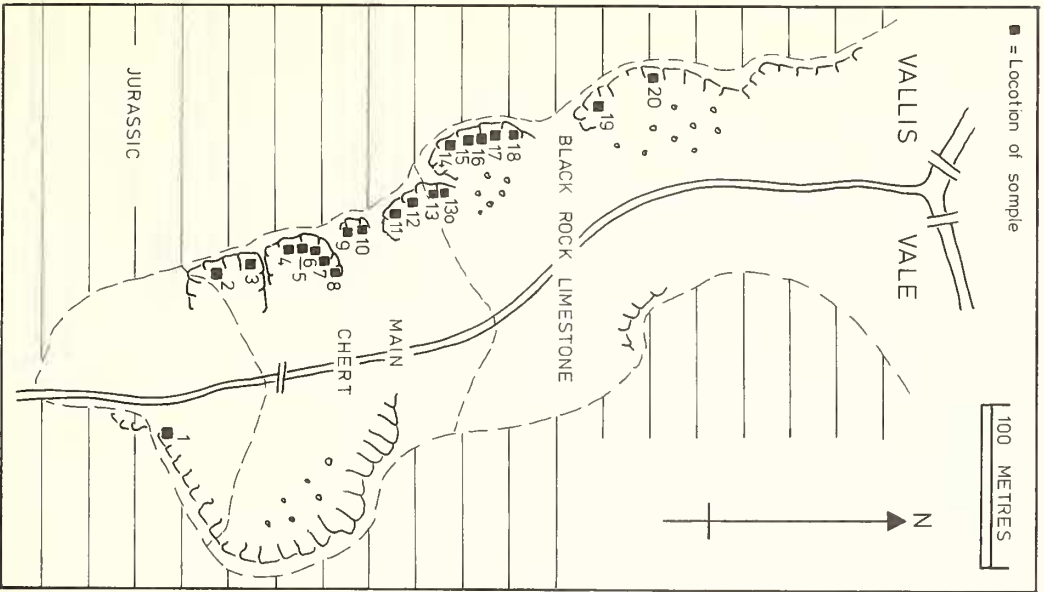 ■ = Location of somple
VALLIS
VALE
100 METRES
N
20
19
BLACK ROCK LIMESTONE
18
17
16
15
14
13a
13
12
11
10
9
8
7
6
5
4
3
2
MAIN
CHERT
1
JURASSIC